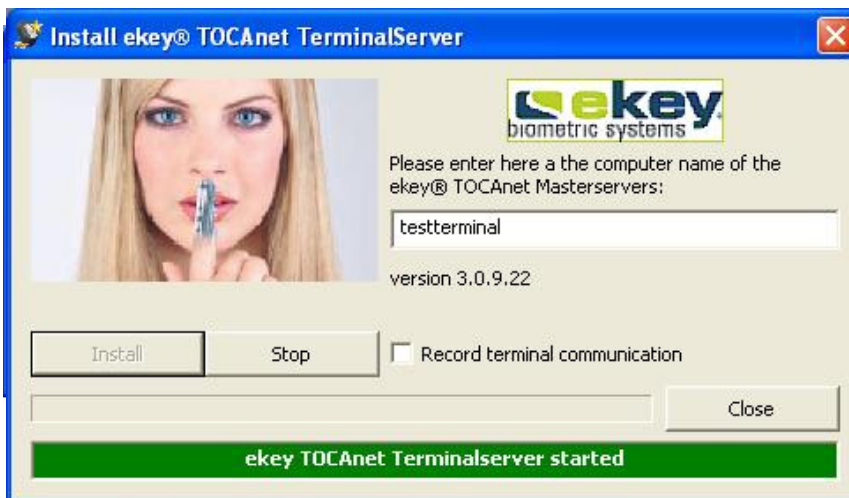 Install ekey® TOCAnet TerminalServer
ekey
biometric systems
Please enter here a the computer name of the
ekey® TOCAnet Masterservers:
testterminal
version 3.0.9.22
Install
Stop
Record terminal communication
Close
ekey TOCAnet Terminalserver started